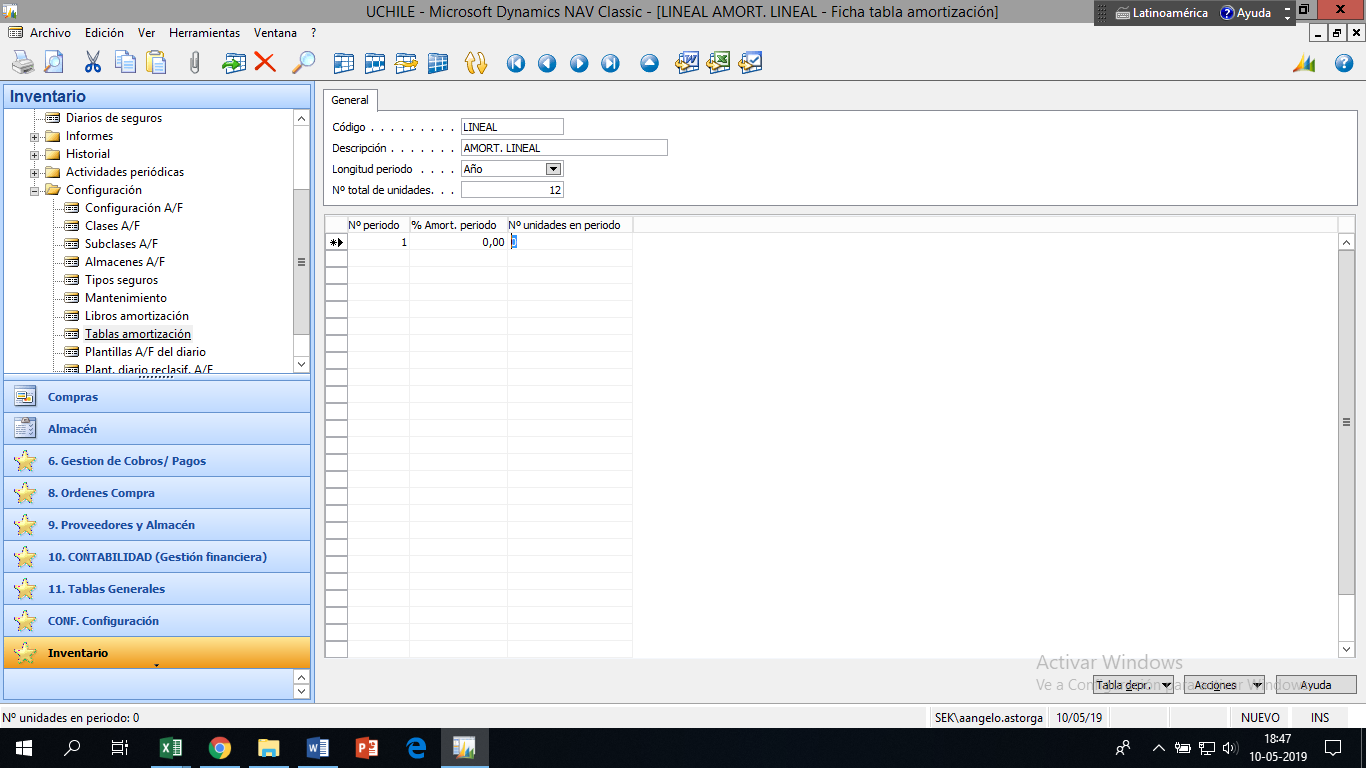 UCHILE - Microsoft Dynamics NAV Classic - [LINEAL AMORT. LINEAL - Ficha tabla amortización]
Latinoamérica
Ayuda
Archivo Edición Ver Herramientas Ventana ?
Inventario
Diarios de seguros
Informes
Historial
Actividades periódicas
Configuración
Configuración A/F
Clases A/F
Subclases A/F
Almacenes A/F
Tipos seguros
Mantenimiento
Libros amortización
Tablas amortización
Plantillas A/F del diario
Plant. diario reclasif. A/F
Compras
Almacén
6. Gestion de Cobros/ Pagos
8. Ordenes Compra
9. Proveedores y Almacén
10. CONTABILIDAD (Gestión financiera)
11. Tablas Generales
CONF. Configuración
Inventario
General
Código . . . . . . . . . LINEAL
Descripción . . . . . . . AMORT. LINEAL
Longitud periodo . . . . Año
Nº total de unidades. . . 12
Nº periodo % Amort. periodo Nº unidades en periodo
1 0,00 0
Activar Windows
Ve a Configuración para activar Windows.
Tabla depr. Acciones Ayuda
Nº unidades en periodo: 0
SEK\aangelo.astorga 10/05/19 NUEVO INS
18:47
10-05-2019